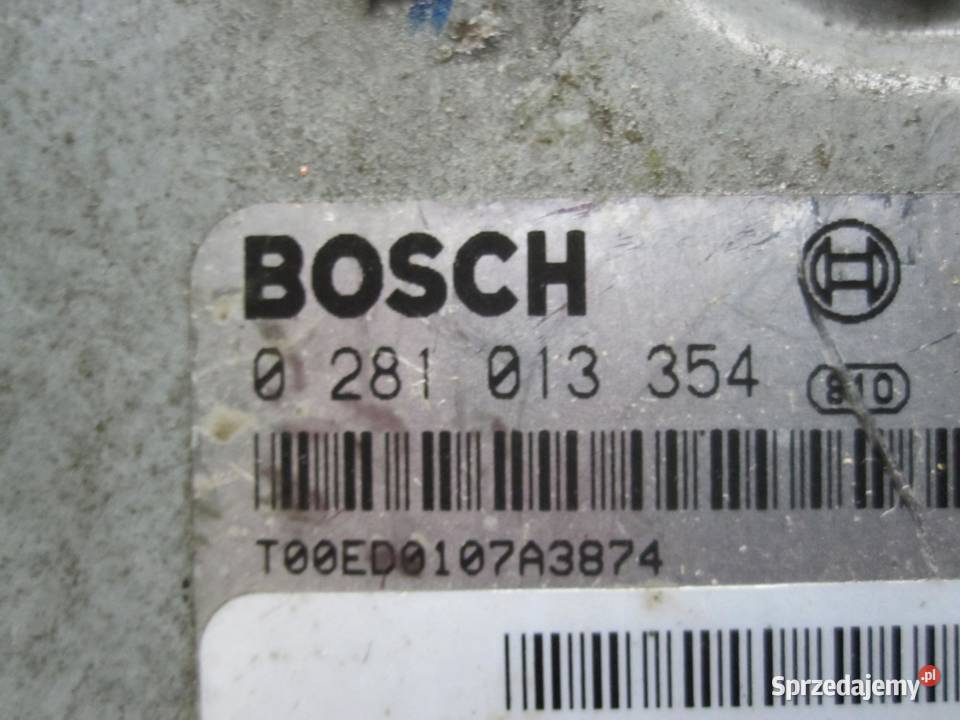 BOSCH
0 281 013 354
810
T00ED0107A3874
Sprzedajemy.pl